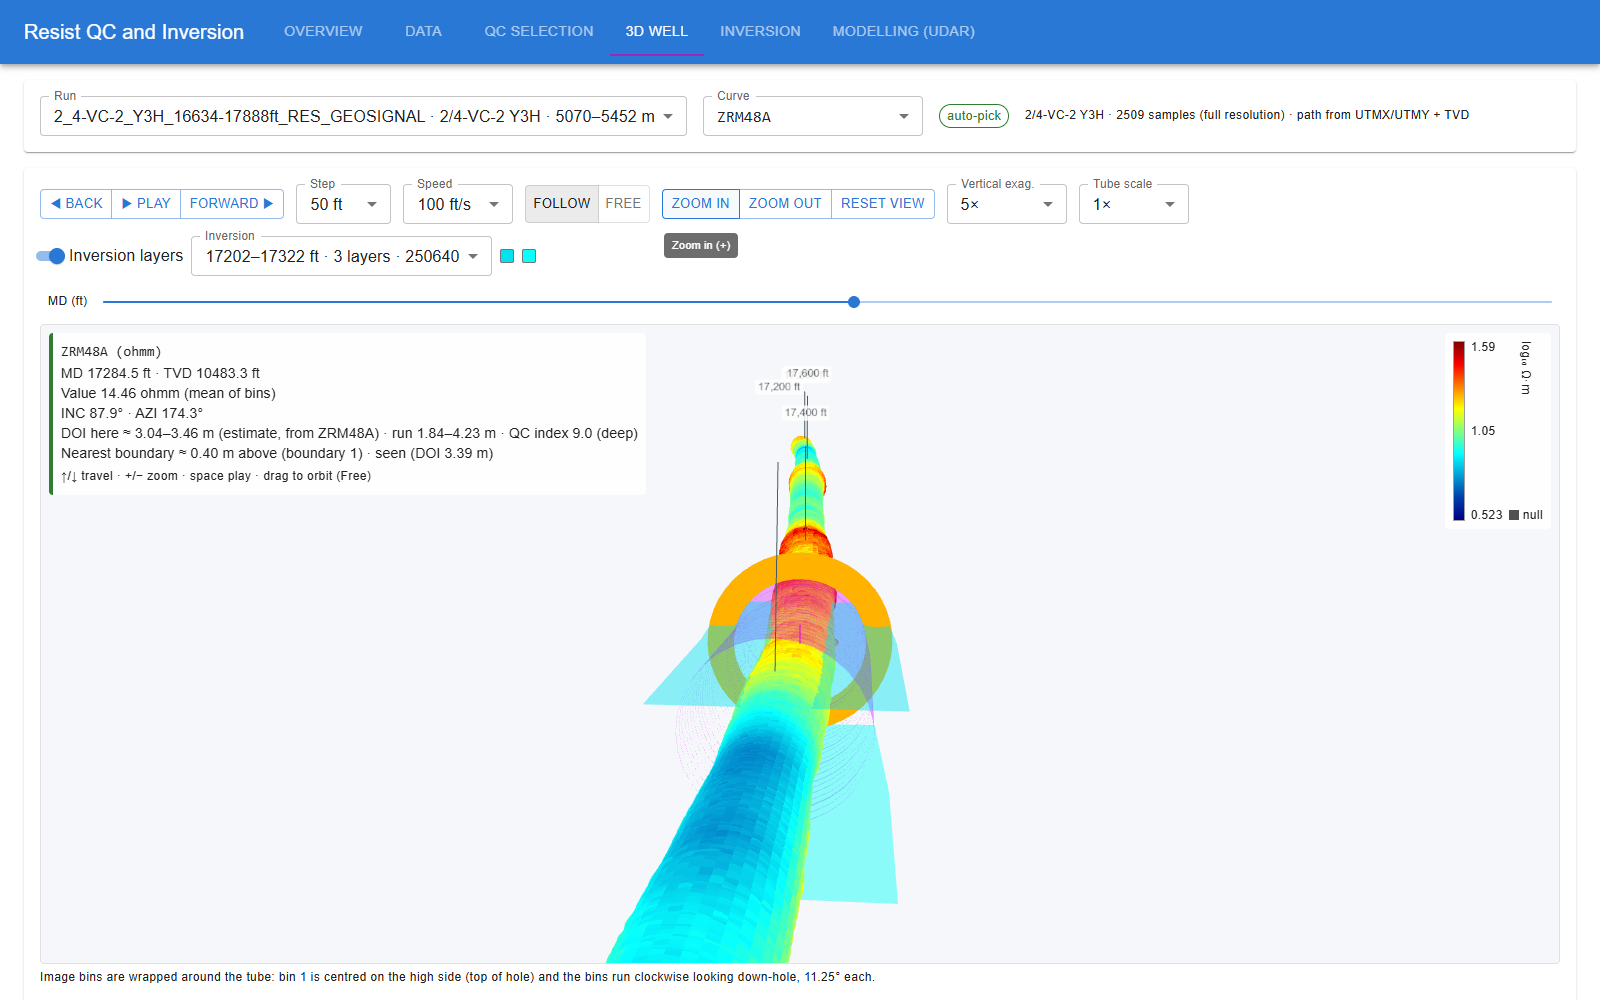 Resist QC and Inversion
OVERVIEW
DATA
QC SELECTION
3D WELL
INVERSION
MODELLING (UDAR)
Run
2_4-VC-2_Y3H_16634-17888ft_RES_GEOSIGNAL · 2/4-VC-2 Y3H · 5070–5452 m
Curve
ZRM48A
auto-pick
2/4-VC-2 Y3H · 2509 samples (full resolution) · path from UTMX/UTMY + TVD
◀ BACK
▶ PLAY
FORWARD ▶
Step
50 ft
Speed
100 ft/s
FOLLOW
FREE
ZOOM IN
ZOOM OUT
RESET VIEW
Vertical exag.
5×
Tube scale
1×
Inversion layers
Inversion
17202–17322 ft · 3 layers · 250640
Zoom in (+)
MD (ft)
ZRM48A (ohmm)
MD 17284.5 ft · TVD 10483.3 ft
Value 14.46 ohmm (mean of bins)
INC 87.9° · AZI 174.3°
DOI here ≈ 3.04–3.46 m (estimate, from ZRM48A) · run 1.84–4.23 m · QC index 9.0 (deep)
Nearest boundary ≈ 0.40 m above (boundary 1) · seen (DOI 3.39 m)
↑/↓ travel · +/− zoom · space play · drag to orbit (Free)
17,600 ft
17,200 ft
17,400 ft
1.59
1.05
0.523
null
log₁₀ Ω·m
Image bins are wrapped around the tube: bin 1 is centred on the high side (top of hole) and the bins run clockwise looking down-hole, 11.25° each.